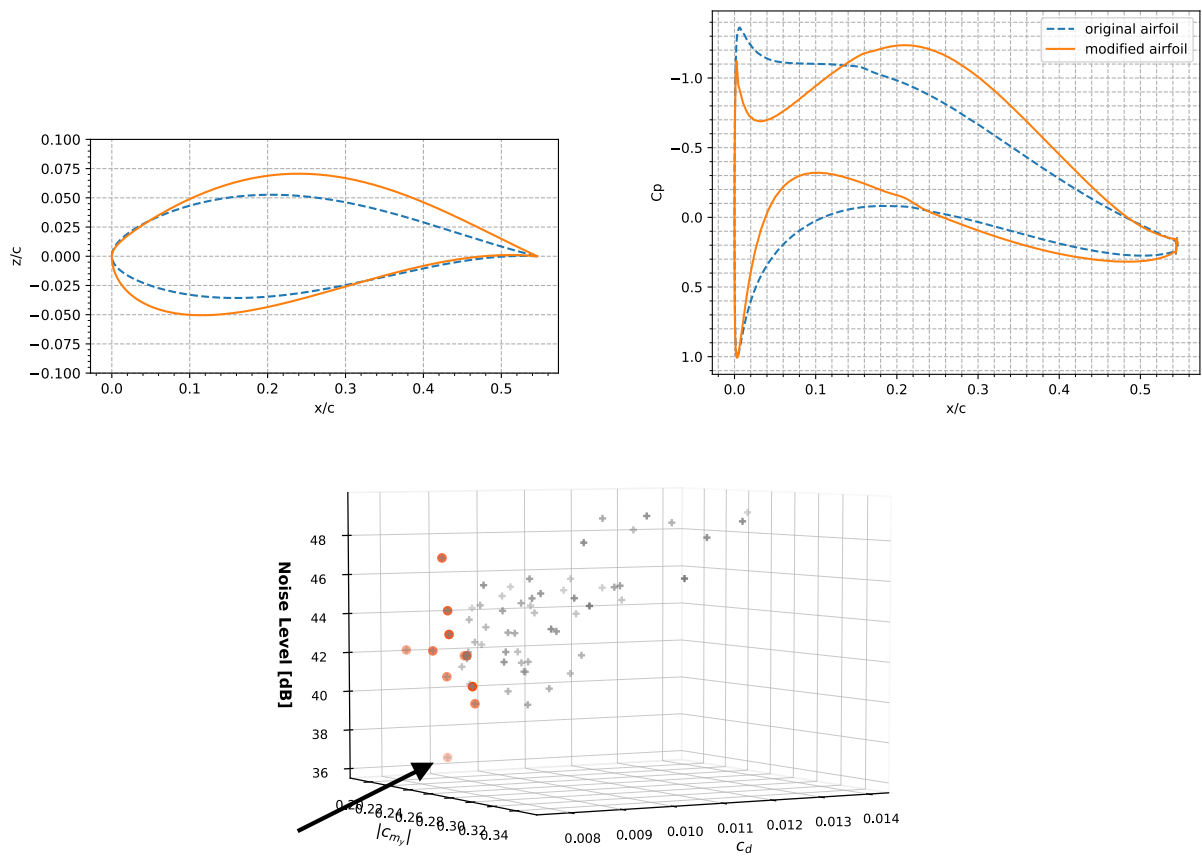 0.100
0.075
0.050
0.025
0.000
−0.025
−0.050
−0.075
−0.100
z/c
0.0 0.1 0.2 0.3 0.4 0.5
x/c
original airfoil
modified airfoil
−1.0
−0.5
0.0
0.5
1.0
Cp
0.0 0.1 0.2 0.3 0.4 0.5
x/c
Noise Level [dB]
48
46
44
42
40
38
36
0.20 0.22 0.24 0.26 0.28 0.30 0.32 0.34
|c_{m_y}|
0.008 0.009 0.010 0.011 0.012 0.013 0.014
c_d